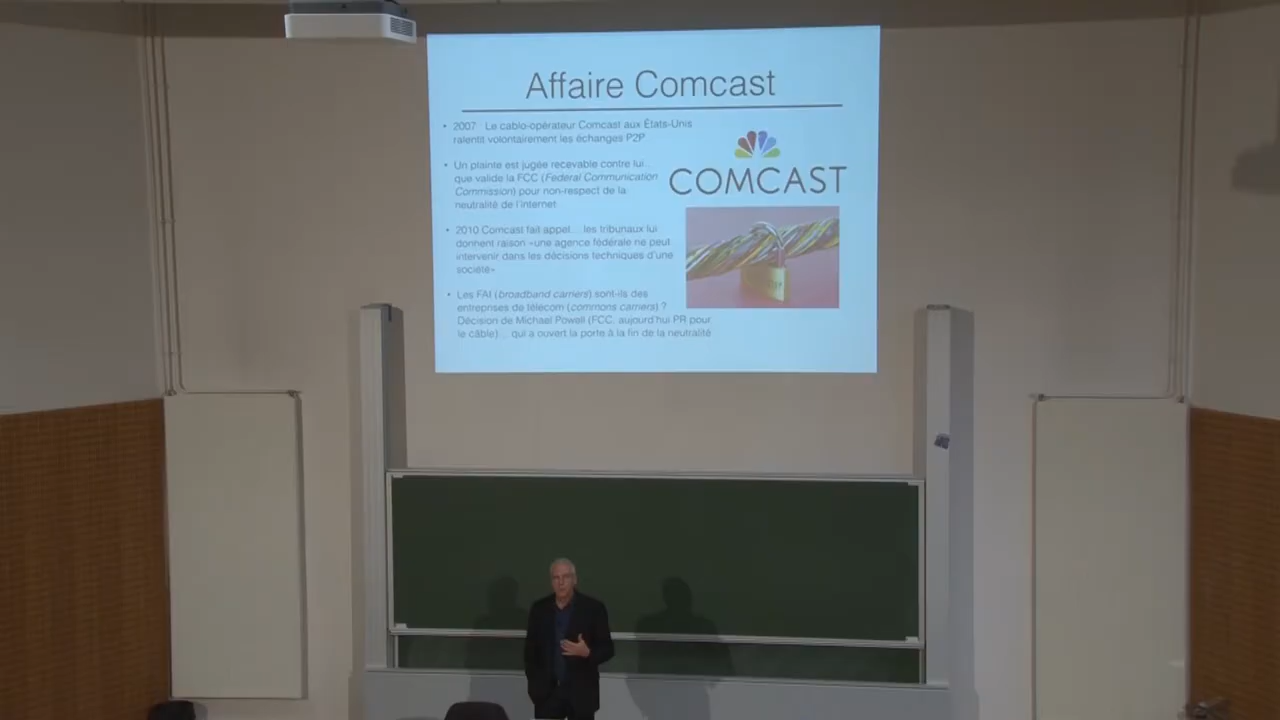 Affaire Comcast
• 2007: Le cablo-opérateur Comcast aux États-Unis
ralentit volontairement les échanges P2P
• Un plainte est jugée recevable contre lui...
que valide la FCC (Federal Communication
Commission) pour non-respect de la
neutralité de l'internet
• 2010 Comcast fait appel... les tribunaux lui
donnent raison «une agence fédérale ne peut
intervenir dans les décisions techniques d'une
société»
• Les FAI (broadband carriers) sont-ils des
entreprises de télecom (commons carriers) ?
Décision de Michael Powell (FCC, aujourd'hui PR pour
le câble)... qui a ouvert la porte à la fin de la neutralité
COMCAST